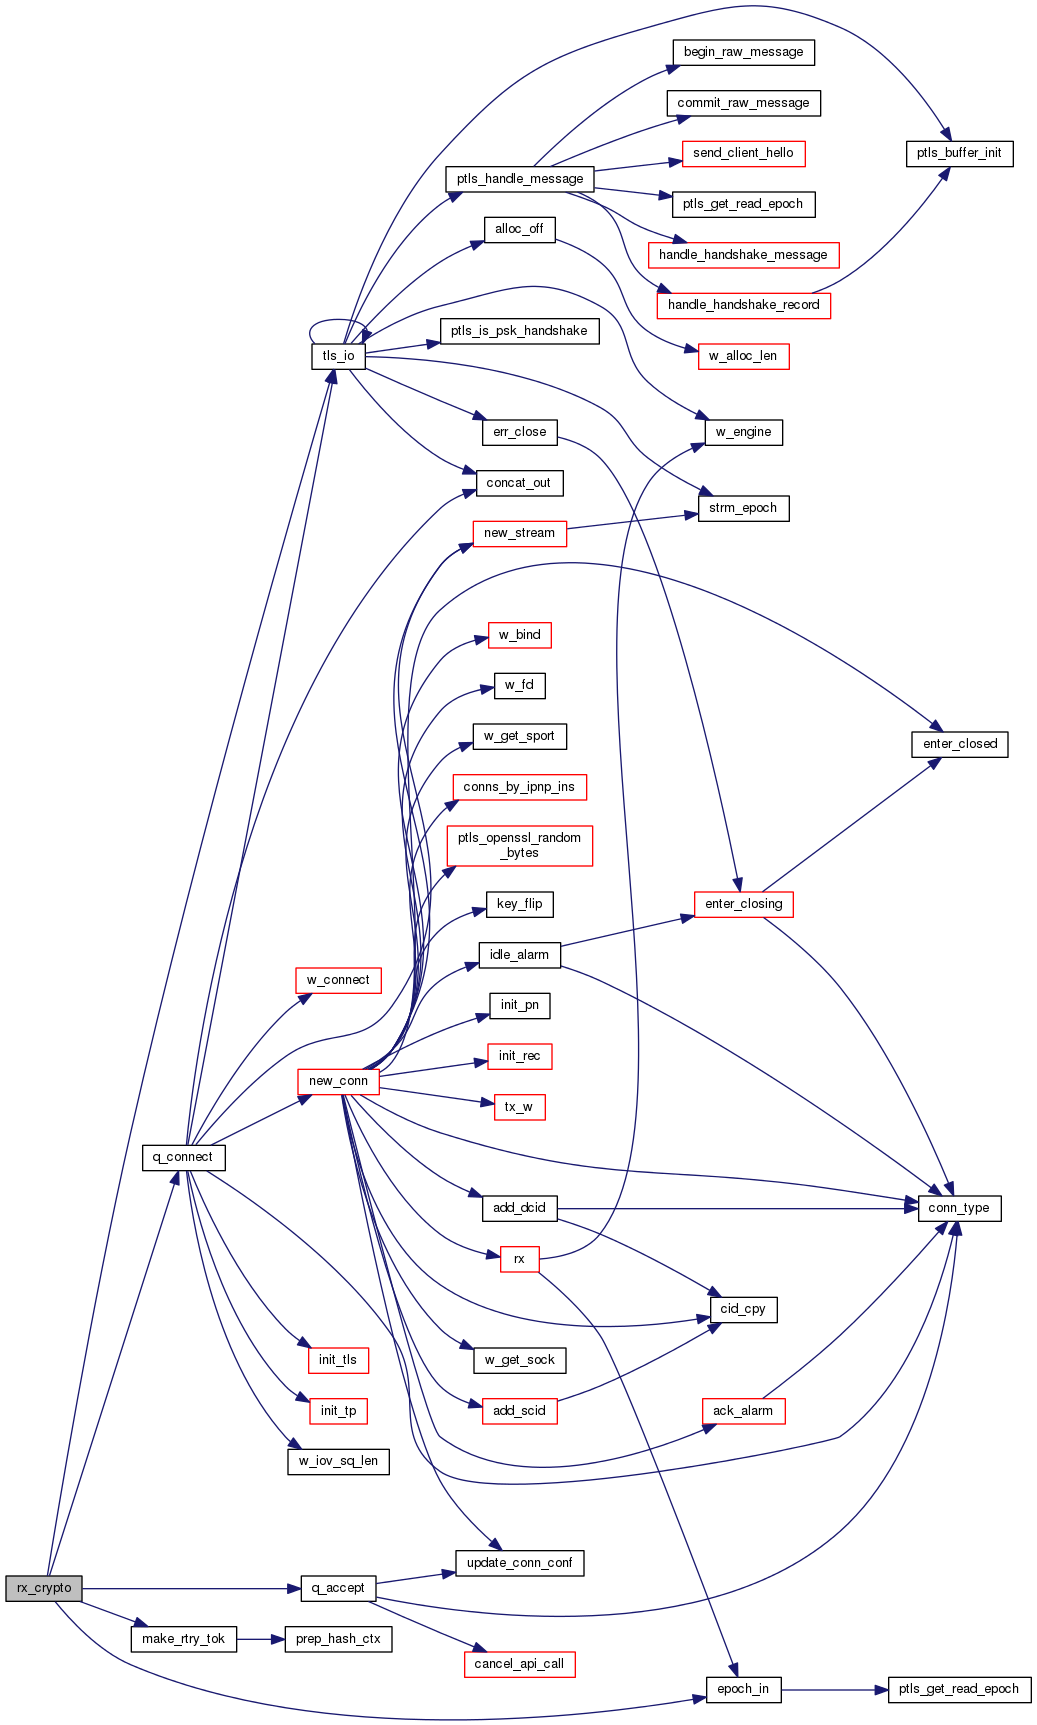 begin_raw_message
commit_raw_message
ptls_buffer_init
send_client_hello
ptls_handle_message
ptls_get_read_epoch
alloc_off
handle_handshake_message
handle_handshake_record
ptls_is_psk_handshake
tls_io
w_alloc_len
err_close
w_engine
concat_out
strm_epoch
new_stream
w_bind
w_fd
w_get_sport
enter_closed
conns_by_ipnp_ins
ptls_openssl_random
_bytes
key_flip
enter_closing
idle_alarm
w_connect
init_pn
init_rec
new_conn
tx_w
q_connect
add_dcid
conn_type
rx
cid_cpy
init_tls
w_get_sock
init_tp
add_scid
ack_alarm
w_iov_sq_len
update_conn_conf
rx_crypto
q_accept
make_rtry_tok
prep_hash_ctx
cancel_api_call
epoch_in
ptls_get_read_epoch